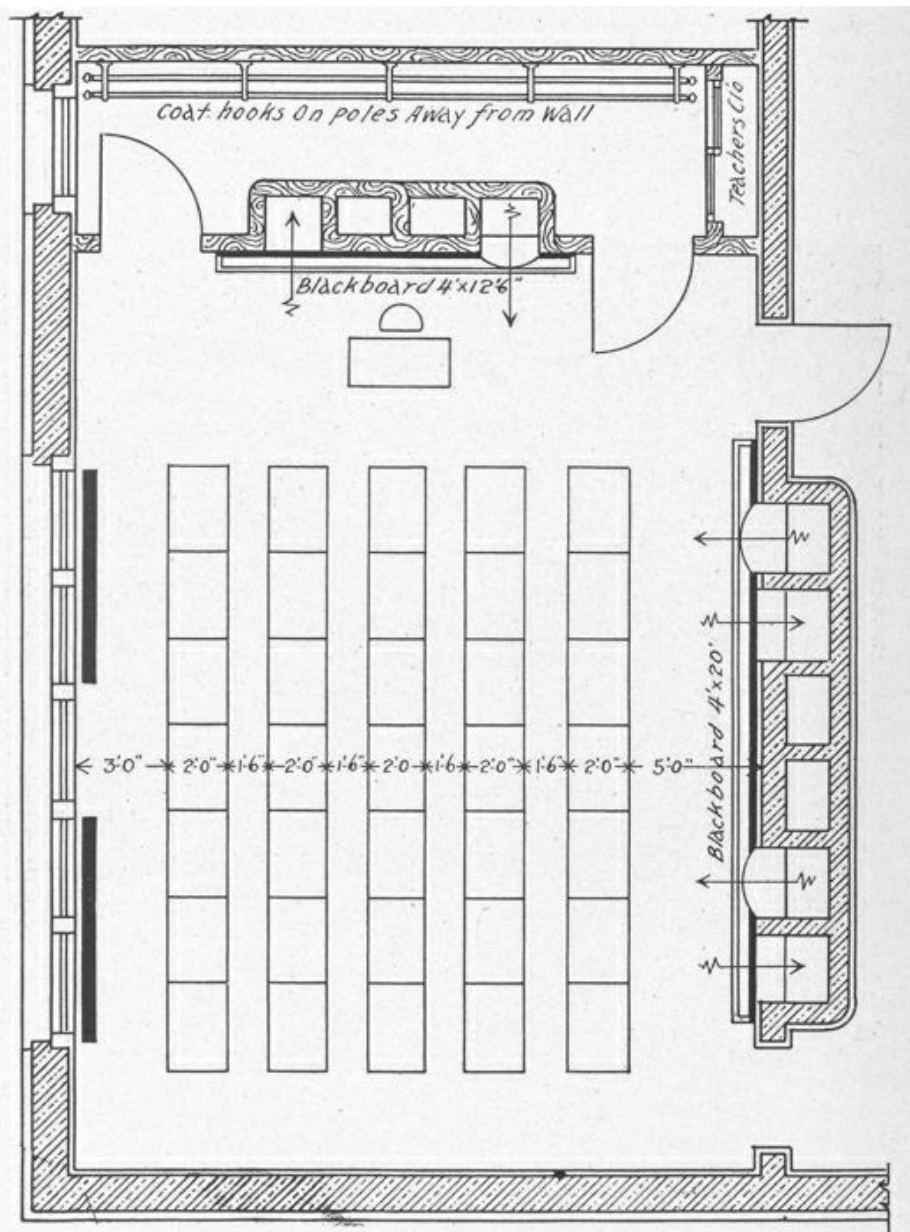 Coat hooks On poles Away from Wall
Teachers Clo
Blackboard 4'x12'6"
Blackboard 4'x20'
3'0" 2'0" 1'6" 2'0" 1'6" 2'0 1'6 2'0" 1'6" 2'0" 5'0"